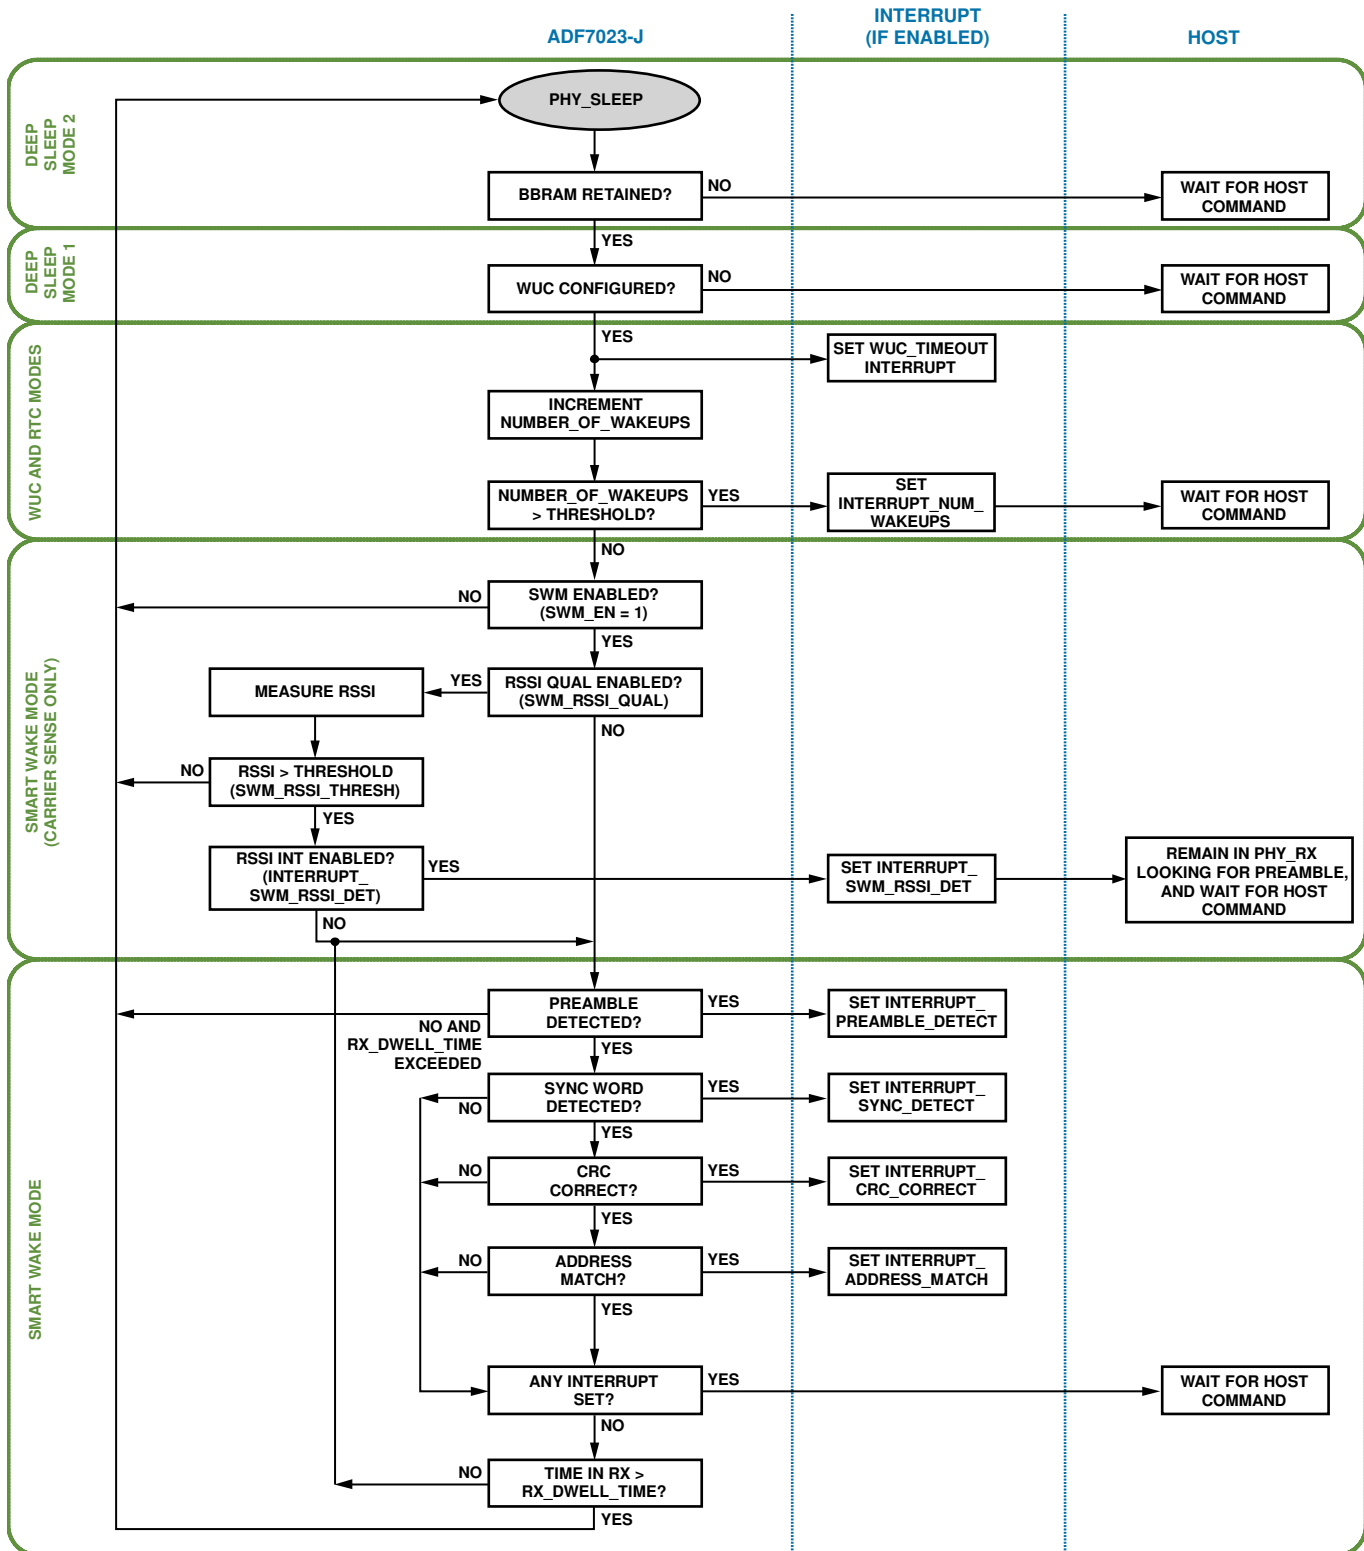 ADF7023-J
INTERRUPT
(IF ENABLED)
HOST
DEEP
SLEEP
MODE 2
PHY_SLEEP
BBRAM RETAINED?
NO
WAIT FOR HOST
COMMAND
YES
DEEP
SLEEP
MODE 1
WUC CONFIGURED?
NO
WAIT FOR HOST
COMMAND
YES
WUC AND RTC MODES
SET WUC_TIMEOUT
INTERRUPT
INCREMENT
NUMBER_OF_WAKEUPS
NUMBER_OF_WAKEUPS
> THRESHOLD?
YES
SET
INTERRUPT_NUM_
WAKEUPS
WAIT FOR HOST
COMMAND
NO
SMART WAKE MODE
(CARRIER SENSE ONLY)
SWM ENABLED?
(SWM_EN = 1)
NO
YES
RSSI QUAL ENABLED?
(SWM_RSSI_QUAL)
YES
MEASURE RSSI
NO
RSSI > THRESHOLD
(SWM_RSSI_THRESH)
NO
YES
RSSI INT ENABLED?
(INTERRUPT_
SWM_RSSI_DET)
YES
SET INTERRUPT_
SWM_RSSI_DET
REMAIN IN PHY_RX
LOOKING FOR PREAMBLE,
AND WAIT FOR HOST
COMMAND
NO
SMART WAKE MODE
PREAMBLE
DETECTED?
YES
SET INTERRUPT_
PREAMBLE_DETECT
NO AND
RX_DWELL_TIME
EXCEEDED
YES
SYNC WORD
DETECTED?
NO
YES
SET INTERRUPT_
SYNC_DETECT
YES
CRC
CORRECT?
NO
YES
SET INTERRUPT_
CRC_CORRECT
YES
ADDRESS
MATCH?
NO
YES
SET INTERRUPT_
ADDRESS_MATCH
YES
ANY INTERRUPT
SET?
YES
WAIT FOR HOST
COMMAND
NO
TIME IN RX >
RX_DWELL_TIME?
NO
YES